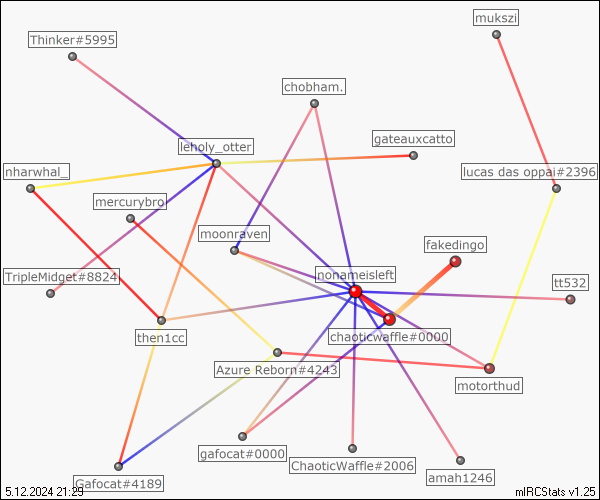 mukszi
Thinker#5995
chobham.
gateauxcatto
leholy_otter
nharwhal_
lucas das oppai#2396
mercurybro
moonraven
fakedingo
TripleMidget#8824
nonameisleft
tt532
then1cc
chaoticwaffle#0000
Azure Reborn#4243
motorthud
gafocat#0000
ChaoticWaffle#2006
amah1246
Gafocat#4189
5.12.2024 21:29
mIRCStats v1.25